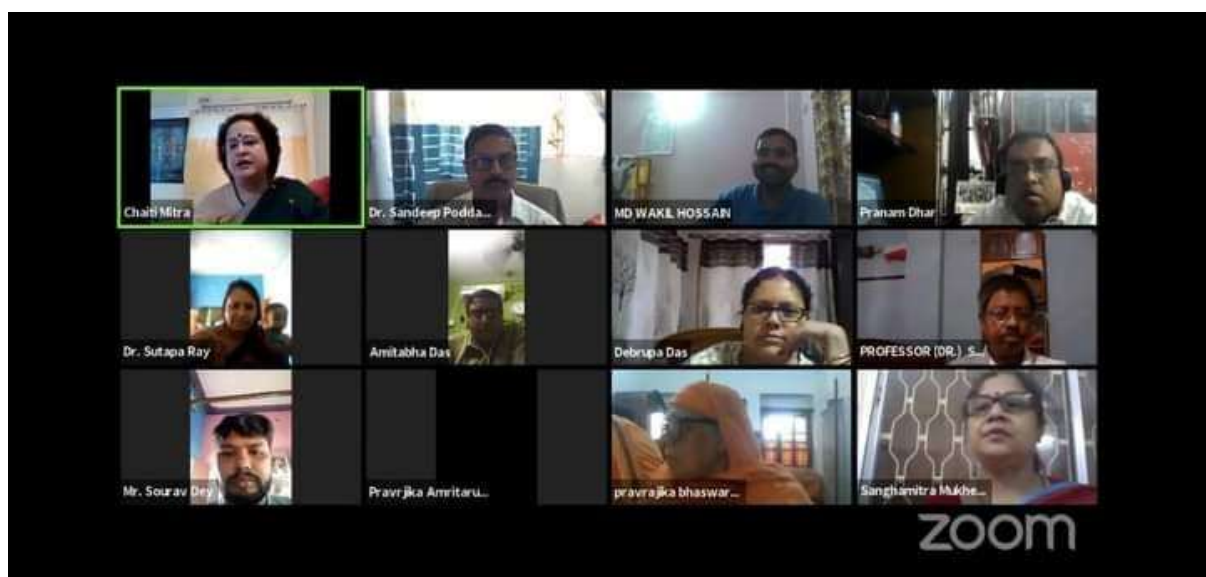 Chaiti Mitra
Dr. Sandeep Podda...
MD WAKIL HOSSAIN
Pranam Dhar
Dr. Sutapa Ray
Amitabha Das
Debrupa Das
PROFESSOR (DR.) S...
Mr. Sourav Dey
Pravrjika Amritaru...
pravrajika bhaswar...
Sanghamitra Mukhe...
zoom